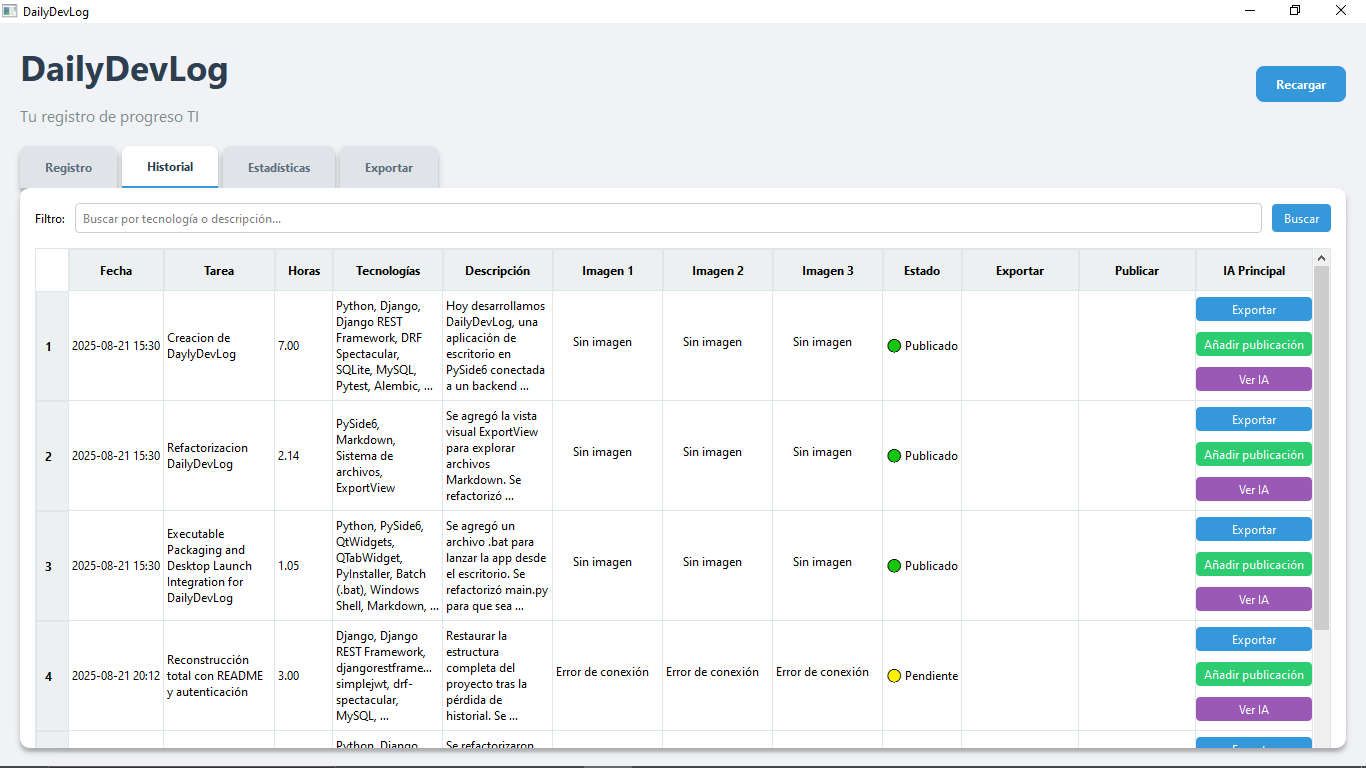 DailyDevLog
DailyDevLog
Recargar
Tu registro de progreso TI
Registro
Historial
Estadísticas
Exportar
Filtro:
Buscar por tecnología o descripción...
Buscar
Fecha
Tarea
Horas
Tecnologías
Descripción
Imagen 1
Imagen 2
Imagen 3
Estado
Exportar
Publicar
IA Principal
1
2025-08-21 15:30
Creacion de
DaylyDevLog
7.00
Python, Django,
Django REST
Framework, DRF
Spectacular,
SQLite, MySQL,
Pytest, Alembic, ...
Hoy desarrollamos
DailyDevLog, una
aplicación de
escritorio en
PySide6 conectada
a un backend ...
Sin imagen
Sin imagen
Sin imagen
Publicado
Exportar
Añadir publicación
Ver IA
2
2025-08-21 15:30
Refactorizacion
DailyDevLog
2.14
PySide6,
Markdown,
Sistema de
archivos,
ExportView
Se agregó la vista
visual ExportView
para explorar
archivos
Markdown. Se
refactorizó ...
Sin imagen
Sin imagen
Sin imagen
Publicado
Exportar
Añadir publicación
Ver IA
3
2025-08-21 15:30
Executable
Packaging and
Desktop Launch
Integration for
DailyDevLog
1.05
Python, PySide6,
QtWidgets,
QTabWidget,
PyInstaller, Batch
(.bat), Windows
Shell, Markdown, ...
Se agregó un
archivo .bat para
lanzar la app desde
el escritorio. Se
refactorizó main.py
para que sea ...
Sin imagen
Sin imagen
Sin imagen
Publicado
Exportar
Añadir publicación
Ver IA
4
2025-08-21 20:12
Reconstrucción
total con README
y autenticación
3.00
Django, Django
REST Framework,
djangorestframe...
simplejwt, drf-
spectacular,
MySQL, ...
Restaurar la
estructura
completa del
proyecto tras la
pérdida de
historial. Se ...
Error de conexión
Error de conexión
Error de conexión
Pendiente
Exportar
Añadir publicación
Ver IA
Python, Django,
Se refactorizaron
Exportar